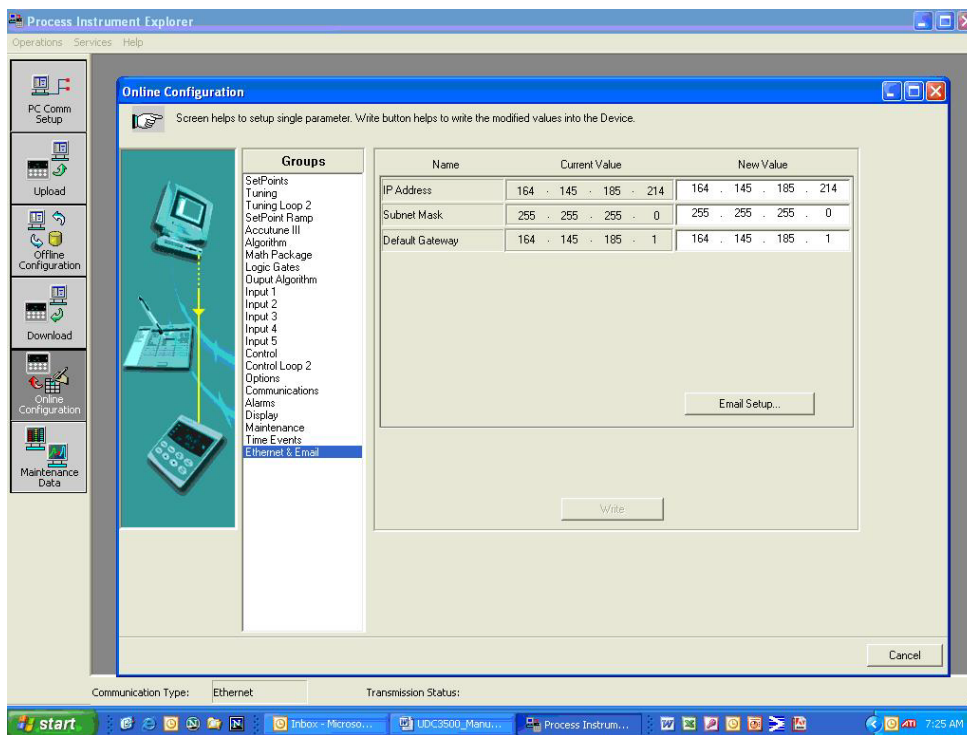 Process Instrument Explorer
Operations Services Help
PC Comm
Setup
Upload
Offline
Configuration
Download
Online
Configuration
Maintenance
Data
Online Configuration
Screen helps to setup single parameter. Write button helps to write the modified values into the Device.
Groups
SetPoints
Tuning
Tuning Loop 2
SetPoint Ramp
Accutune III
Algorithm
Math Package
Logic Gates
Ouput Algorithm
Input 1
Input 2
Input 3
Input 4
Input 5
Control
Control Loop 2
Options
Communications
Alarms
Display
Maintenance
Time Events
Ethernet & Email
Name Current Value New Value
IP Address 164 . 145 . 185 . 214 164 . 145 . 185 . 214
Subnet Mask 255 . 255 . 255 . 0 255 . 255 . 255 . 0
Default Gateway 164 . 145 . 185 . 1 164 . 145 . 185 . 1
Email Setup...
Write
Cancel
Communication Type: Ethernet Transmission Status:
start Inbox - Microso... UDC3500_Manu... Process Instrum... 7:25 AM